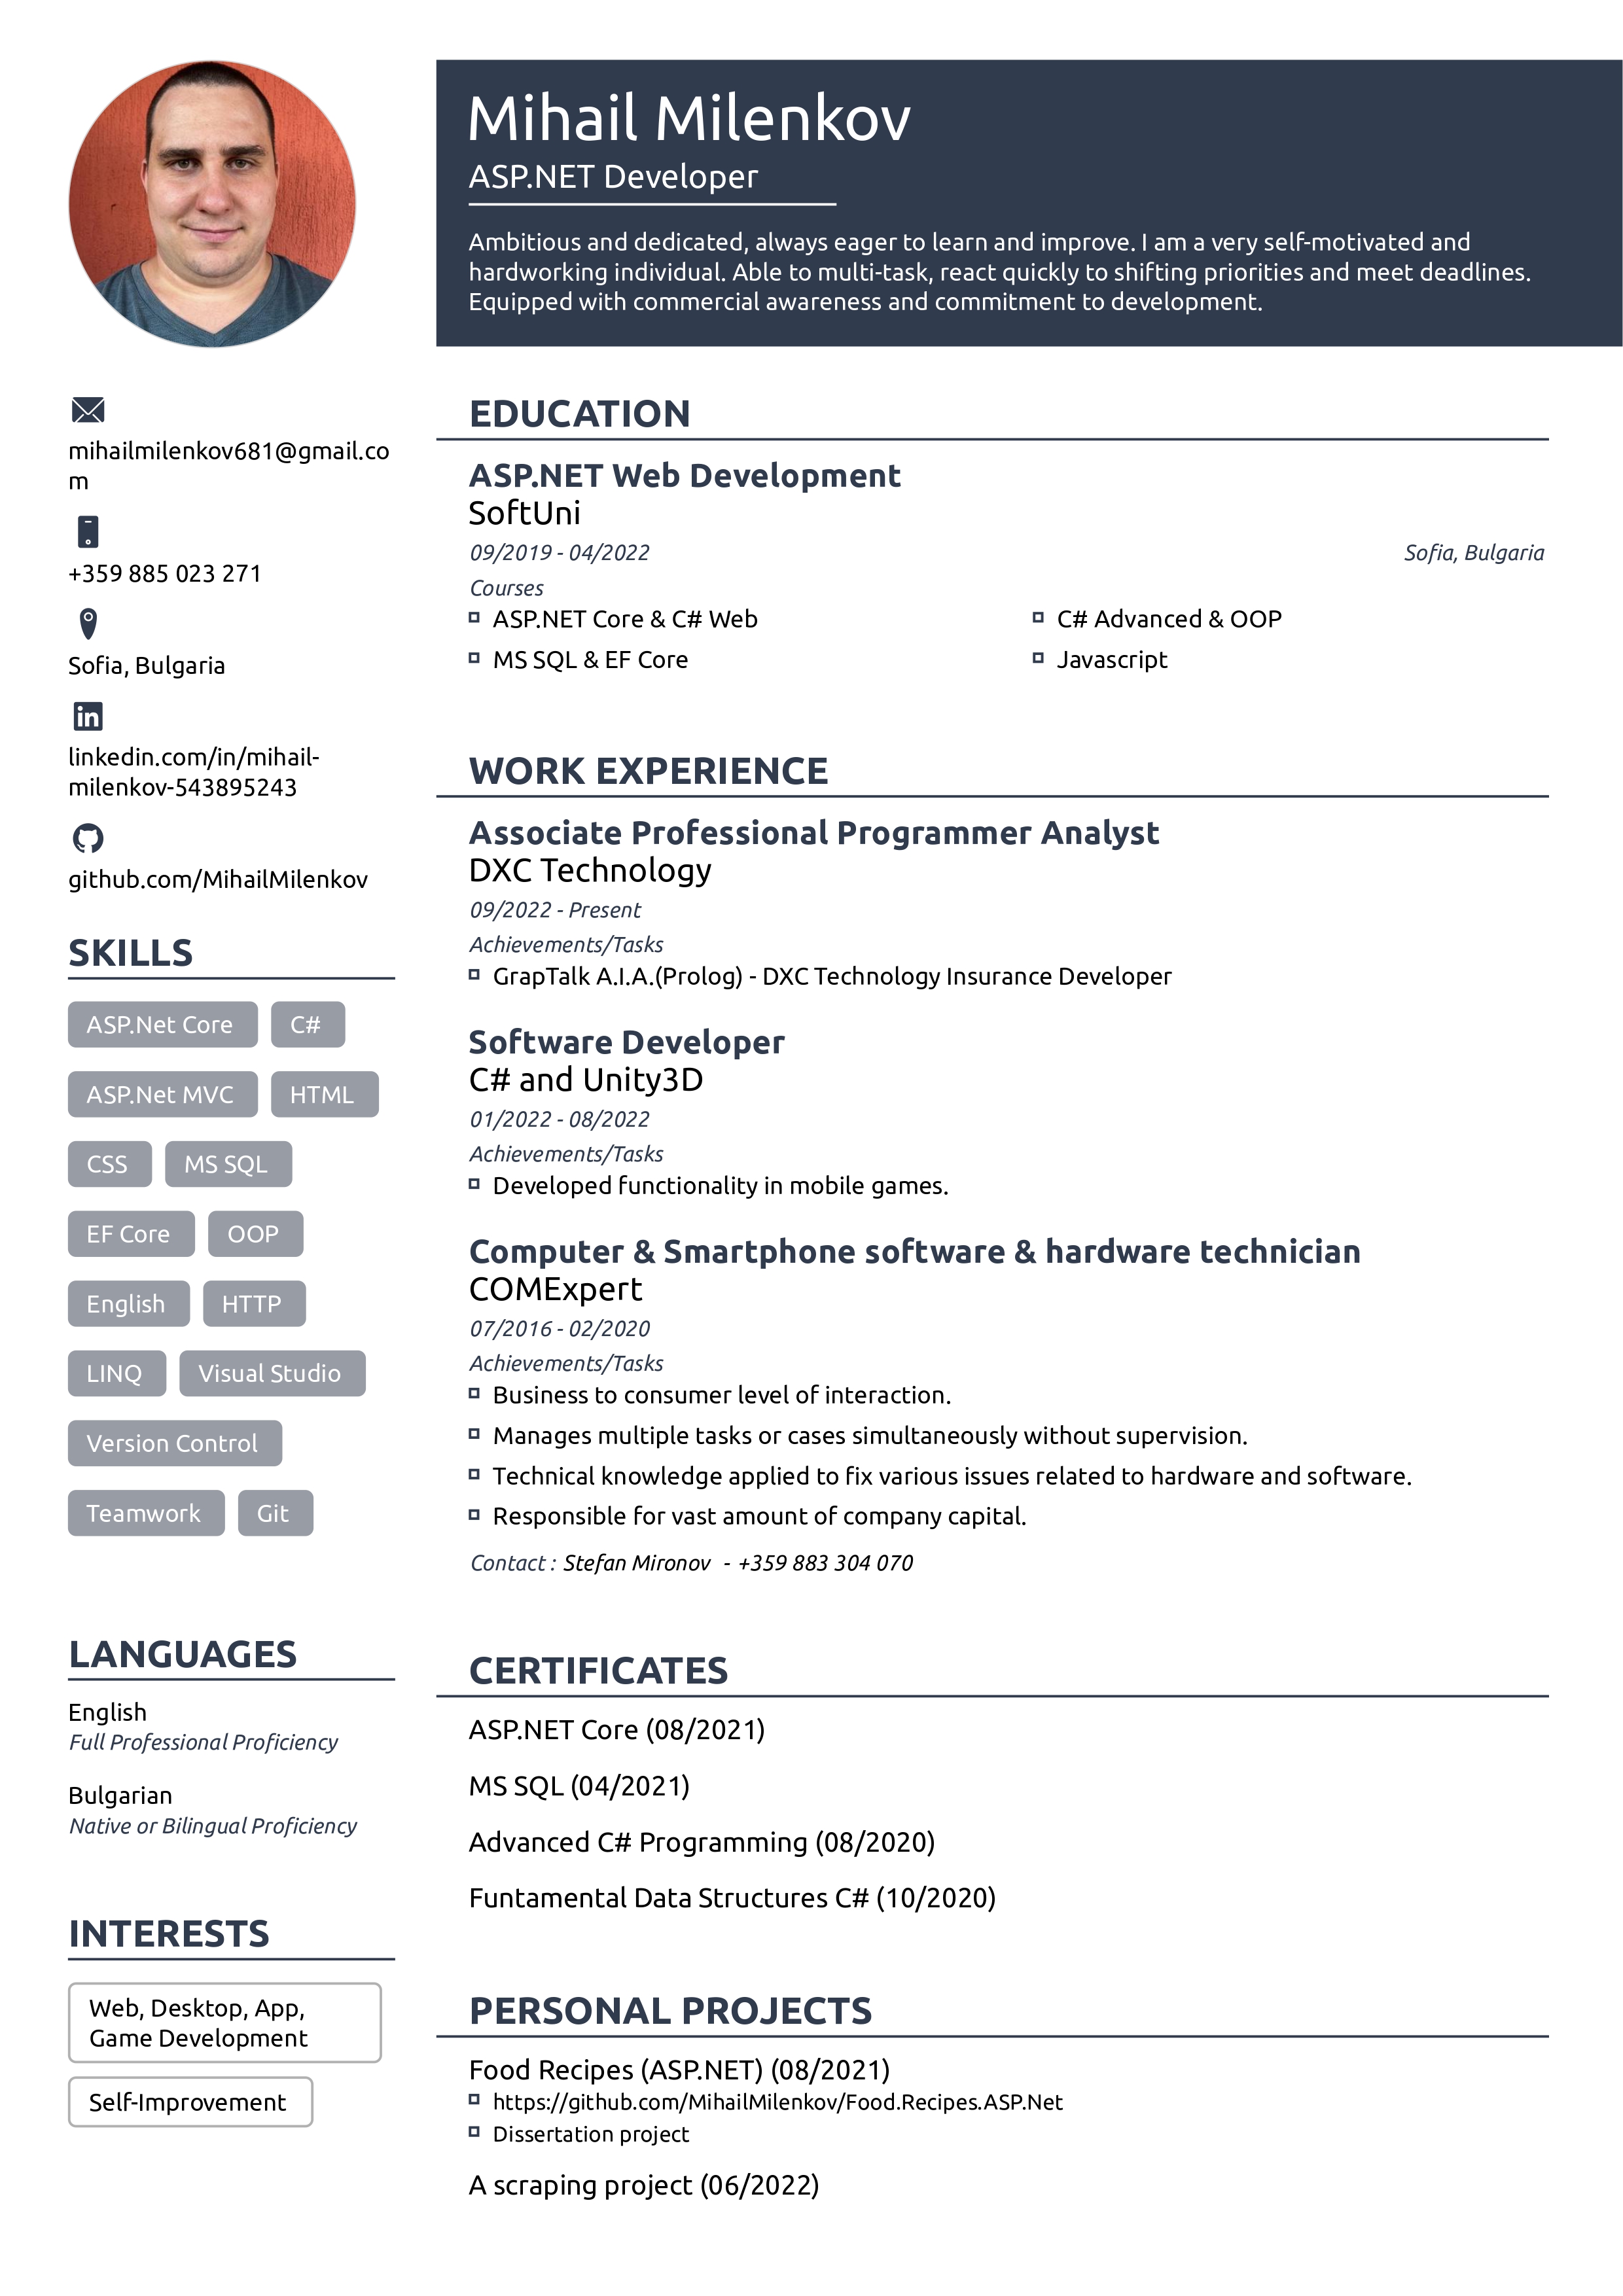 Mihail Milenkov
ASP.NET Developer
Ambitious and dedicated, always eager to learn and improve. I am a very self-motivated and
hardworking individual. Able to multi-task, react quickly to shifting priorities and meet deadlines.
Equipped with commercial awareness and commitment to development.
mihailmilenkov681@gmail.co
m
+359 885 023 271
Sofia, Bulgaria
linkedin.com/in/mihail-
milenkov-543895243
github.com/MihailMilenkov
SKILLS
ASP.Net Core C#
ASP.Net MVC HTML
CSS MS SQL
EF Core OOP
English HTTP
LINQ Visual Studio
Version Control
Teamwork Git
LANGUAGES
English
Full Professional Proficiency
Bulgarian
Native or Bilingual Proficiency
INTERESTS
Web, Desktop, App,
Game Development
Self-Improvement
EDUCATION
ASP.NET Web Development
SoftUni
09/2019 - 04/2022 Sofia, Bulgaria
Courses
ASP.NET Core & C# Web C# Advanced & OOP
MS SQL & EF Core Javascript
WORK EXPERIENCE
Associate Professional Programmer Analyst
DXC Technology
09/2022 - Present
Achievements/Tasks
GrapTalk A.I.A.(Prolog) - DXC Technology Insurance Developer
Software Developer
C# and Unity3D
01/2022 - 08/2022
Achievements/Tasks
Developed functionality in mobile games.
Computer & Smartphone software & hardware technician
COMExpert
07/2016 - 02/2020
Achievements/Tasks
Business to consumer level of interaction.
Manages multiple tasks or cases simultaneously without supervision.
Technical knowledge applied to fix various issues related to hardware and software.
Responsible for vast amount of company capital.
Contact : Stefan Mironov - +359 883 304 070
CERTIFICATES
ASP.NET Core (08/2021)
MS SQL (04/2021)
Advanced C# Programming (08/2020)
Funtamental Data Structures C# (10/2020)
PERSONAL PROJECTS
Food Recipes (ASP.NET) (08/2021)
https://github.com/MihailMilenkov/Food.Recipes.ASP.Net
Dissertation project
A scraping project (06/2022)